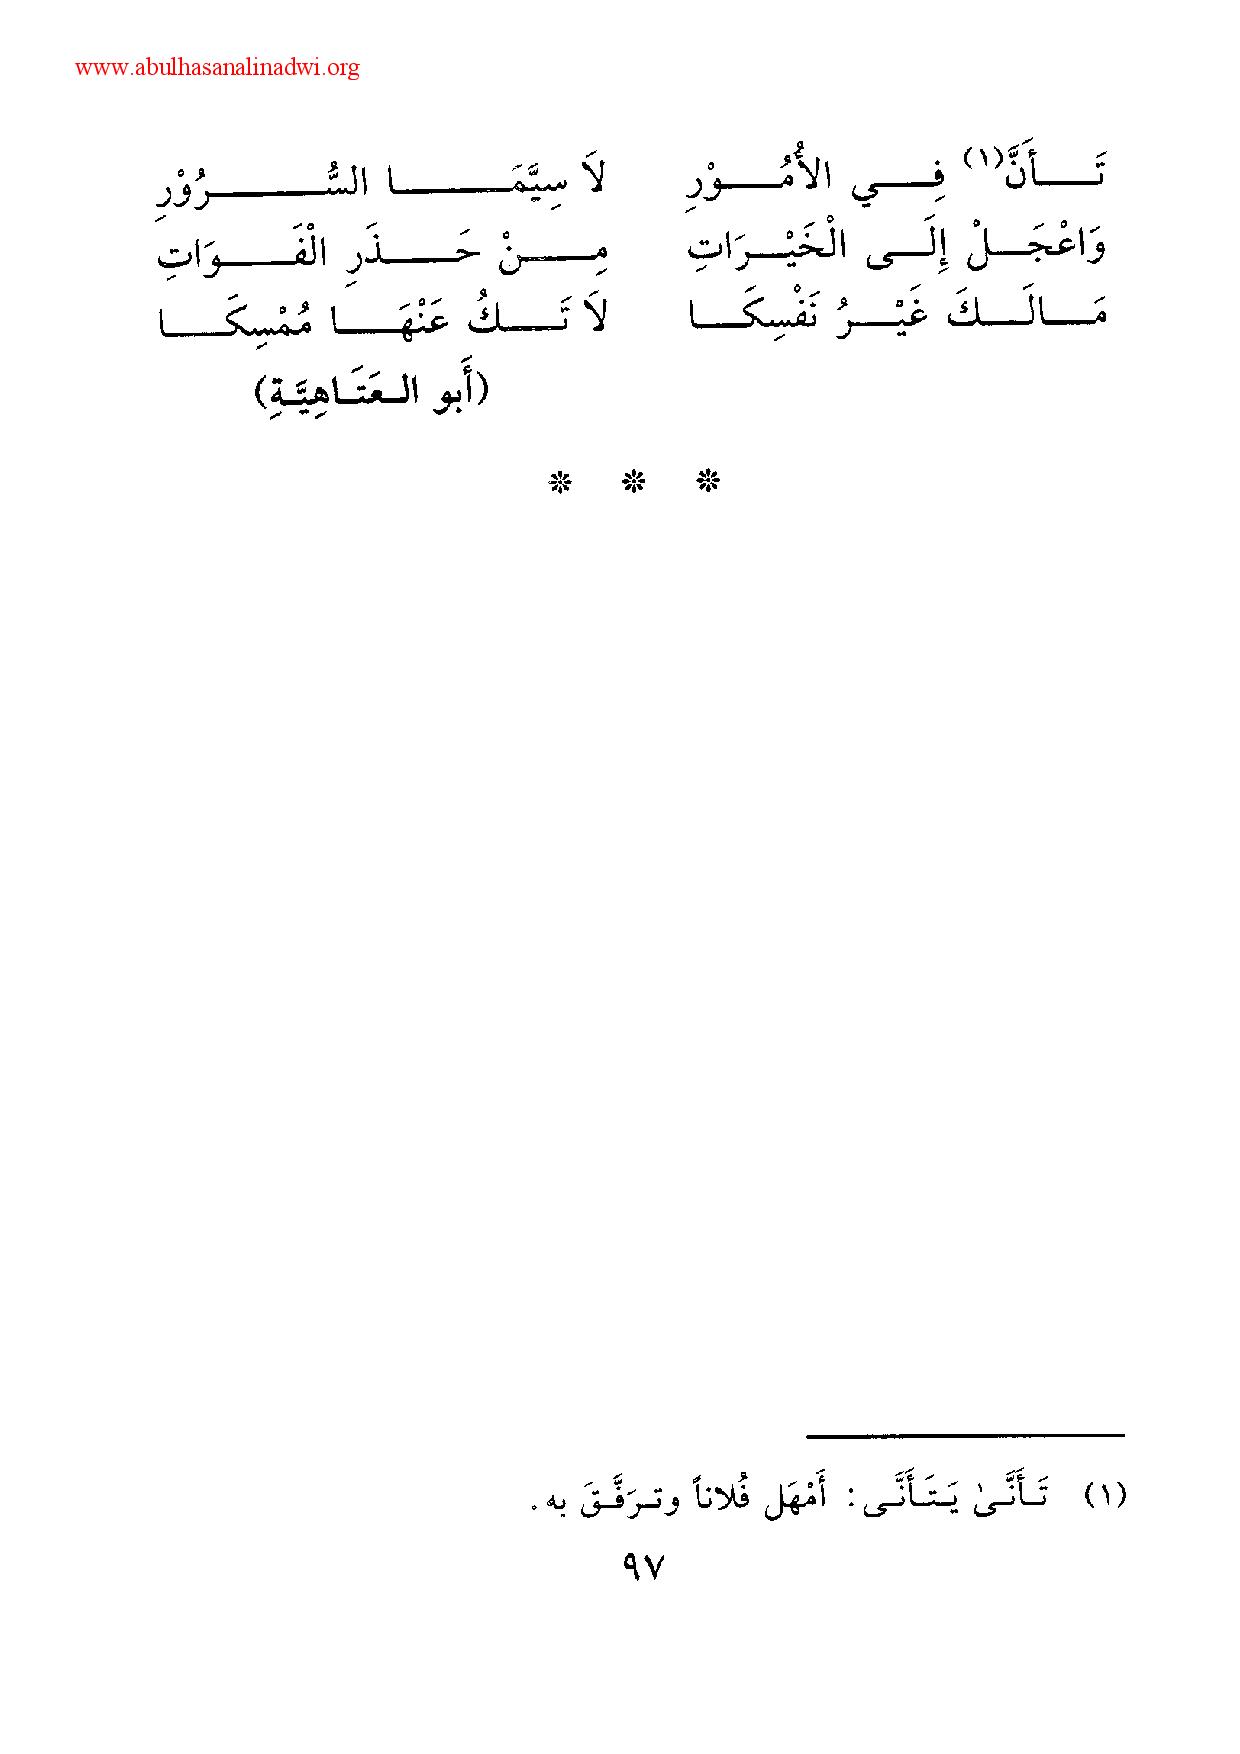 www.abulhasanalinadwi.org
تَأَنَّ(١) فِي الأُمُوْرِ لاَ سِيَّمَا السُّرُوْرِ
وَاعْجَلْ إِلَى الْخَيْرَاتِ مِنْ حَذَرِ الْفَوَاتِ
مَالَكَ غَيْرُ نَفْسِكَا لاَ تَكُ عَنْهَا مُمْسِكَا
(أَبو العَتَاهِيَّةِ)
* * *
(١) تَأَنَّىٰ يَتَأَنَّى : أَمْهَل فُلاناً وترَفَّقَ به .
٩٧